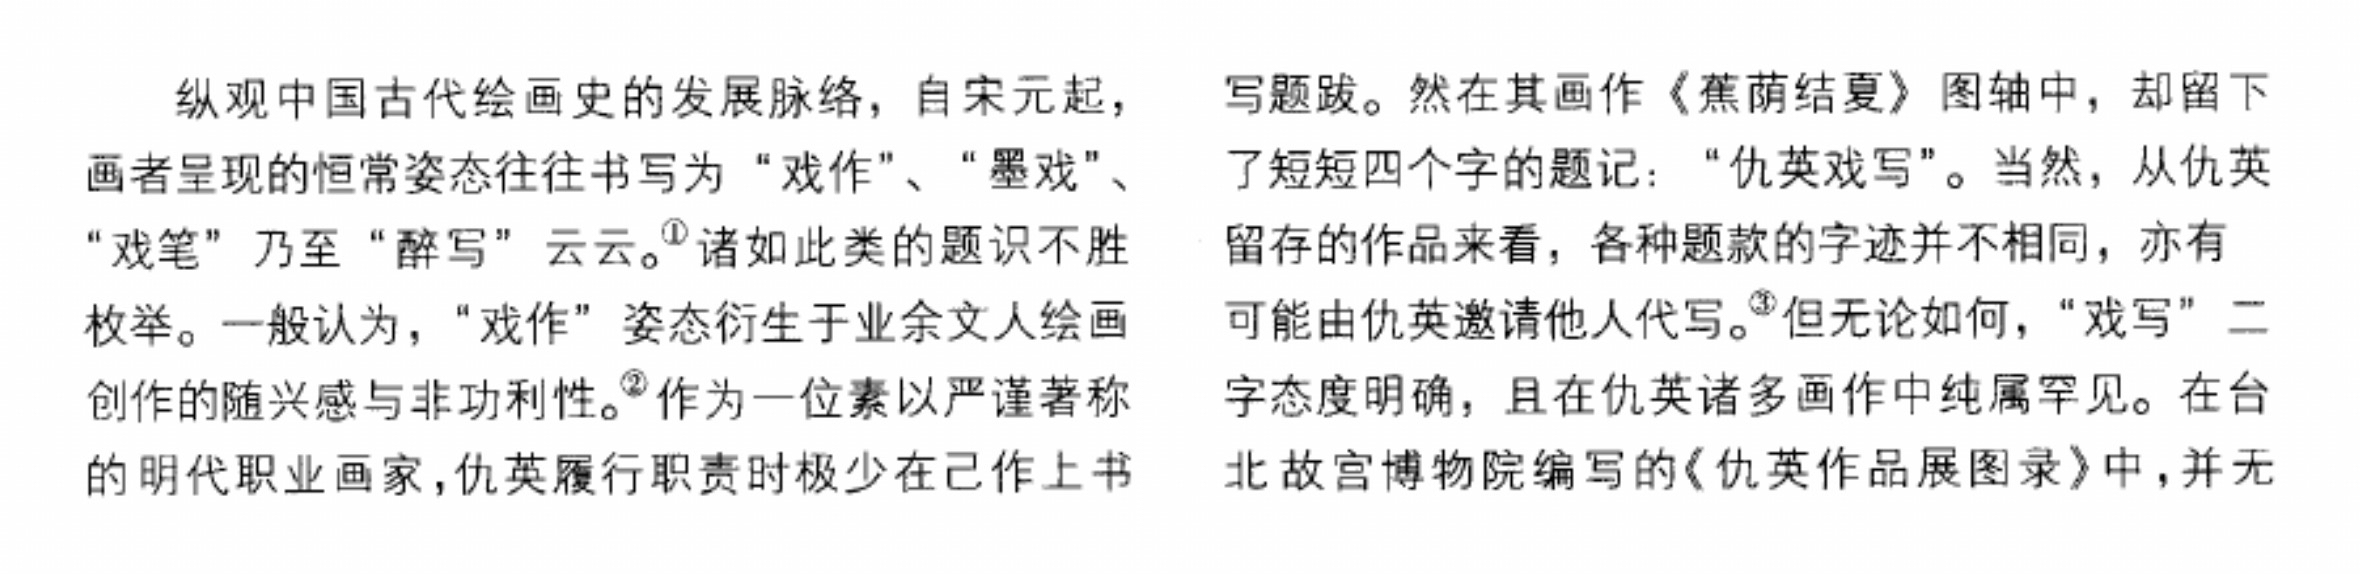 纵观中国古代绘画史的发展脉络，自宋元起，
画者呈现的恒常姿态往往书写为“戏作”、“墨戏”、
“戏笔”乃至“醉写”云云。①诸如此类的题识不胜
枚举。一般认为，“戏作”姿态衍生于业余文人绘画
创作的随兴感与非功利性。②作为一位素以严谨著称
的明代职业画家,仇英履行职责时极少在己作上书
写题跋。然在其画作《蕉荫结夏》图轴中，却留下
了短短四个字的题记：“仇英戏写”。当然，从仇英
留存的作品来看，各种题款的字迹并不相同，亦有
可能由仇英邀请他人代写。③但无论如何，“戏写”二
字态度明确，且在仇英诸多画作中纯属罕见。在台
北故宫博物院编写的《仇英作品展图录》中,并无